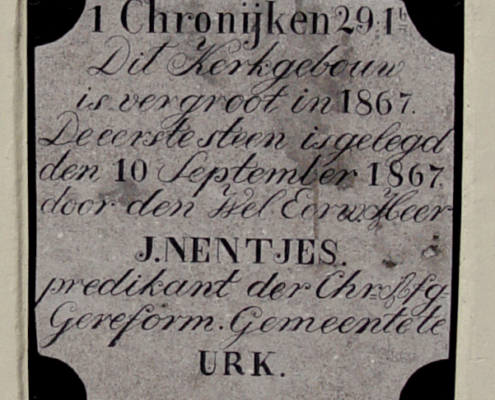 1 Chronijken 29:1b
Dit Kerkgebouw
is vergroot in 1867.
De eerste steen is gelegd
den 10 September 1867
door den Wel Eerw. Heer
J. NENTJES.
predikant der Chr. Afg.
Gereform. Gemeente te
URK.